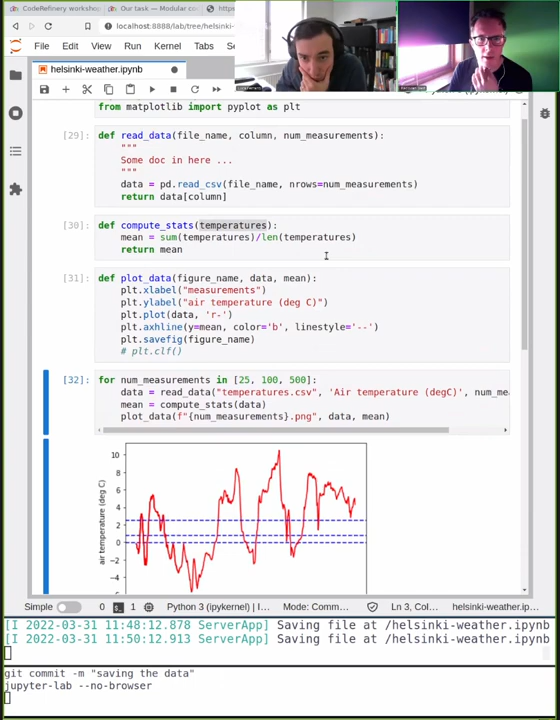 CodeRefinery workshop
Our task — Modular co
http
localhost:8888/lab/tree/helsinki-
File Edit View Run Kernel Tabs Se
helsinki-weather.ipynb
from matplotlib import pyplot as plt
[29]: def read_data(file_name, column, num_measurements):
"""
Some doc in here ...
"""
data = pd.read_csv(file_name, nrows=num_measurements)
return data[column]
[30]: def compute_stats(temperatures):
mean = sum(temperatures)/len(temperatures)
return mean
[31]: def plot_data(figure_name, data, mean):
plt.xlabel("measurements")
plt.ylabel("air temperature (deg C)")
plt.plot(data, 'r-')
plt.axhline(y=mean, color='b', linestyle='--')
plt.savefig(figure_name)
# plt.clf()
[32]: for num_measurements in [25, 100, 500]:
data = read_data("temperatures.csv", 'Air temperature (degC)', num_me
mean = compute_stats(data)
plot_data(f"{num_measurements}.png", data, mean)
10
8
6
4
2
0
−2
−4
−6
air temperature (deg C)
Simple 0 1 Python 3 (ipykernel) | I... Mode: Comm... Ln 3, Col... helsinki-weather.ip...
[I 2022-03-31 11:48:12.878 ServerApp] Saving file at /helsinki-weather.ipynb
[I 2022-03-31 11:50:12.913 ServerApp] Saving file at /helsinki-weather.ipynb
git commit -m "saving the data"
jupyter-lab --no-browser